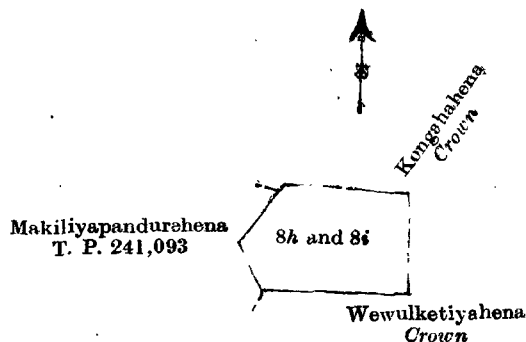 Kongahahena
Crown
Makiliyapandurehena
T. P. 241,093
8h and 8i
Wewulketiyahena
Crown